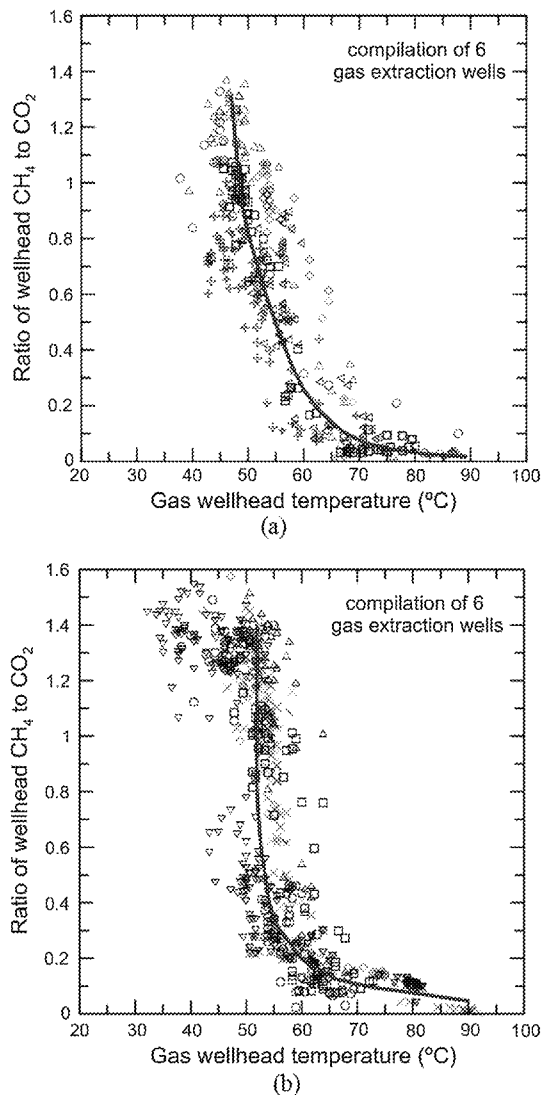 1.6
compilation of 6
gas extraction wells
1.4
1.2
1
0.8
0.6
0.4
0.2
0
Ratio of wellhead CH4 to CO2
20 30 40 50 60 70 80 90 100
Gas wellhead temperature (ºC)
(a)
1.6
compilation of 6
gas extraction wells
1.4
1.2
1
0.8
0.6
0.4
0.2
0
Ratio of wellhead CH4 to CO2
20 30 40 50 60 70 80 90 100
Gas wellhead temperature (ºC)
(b)